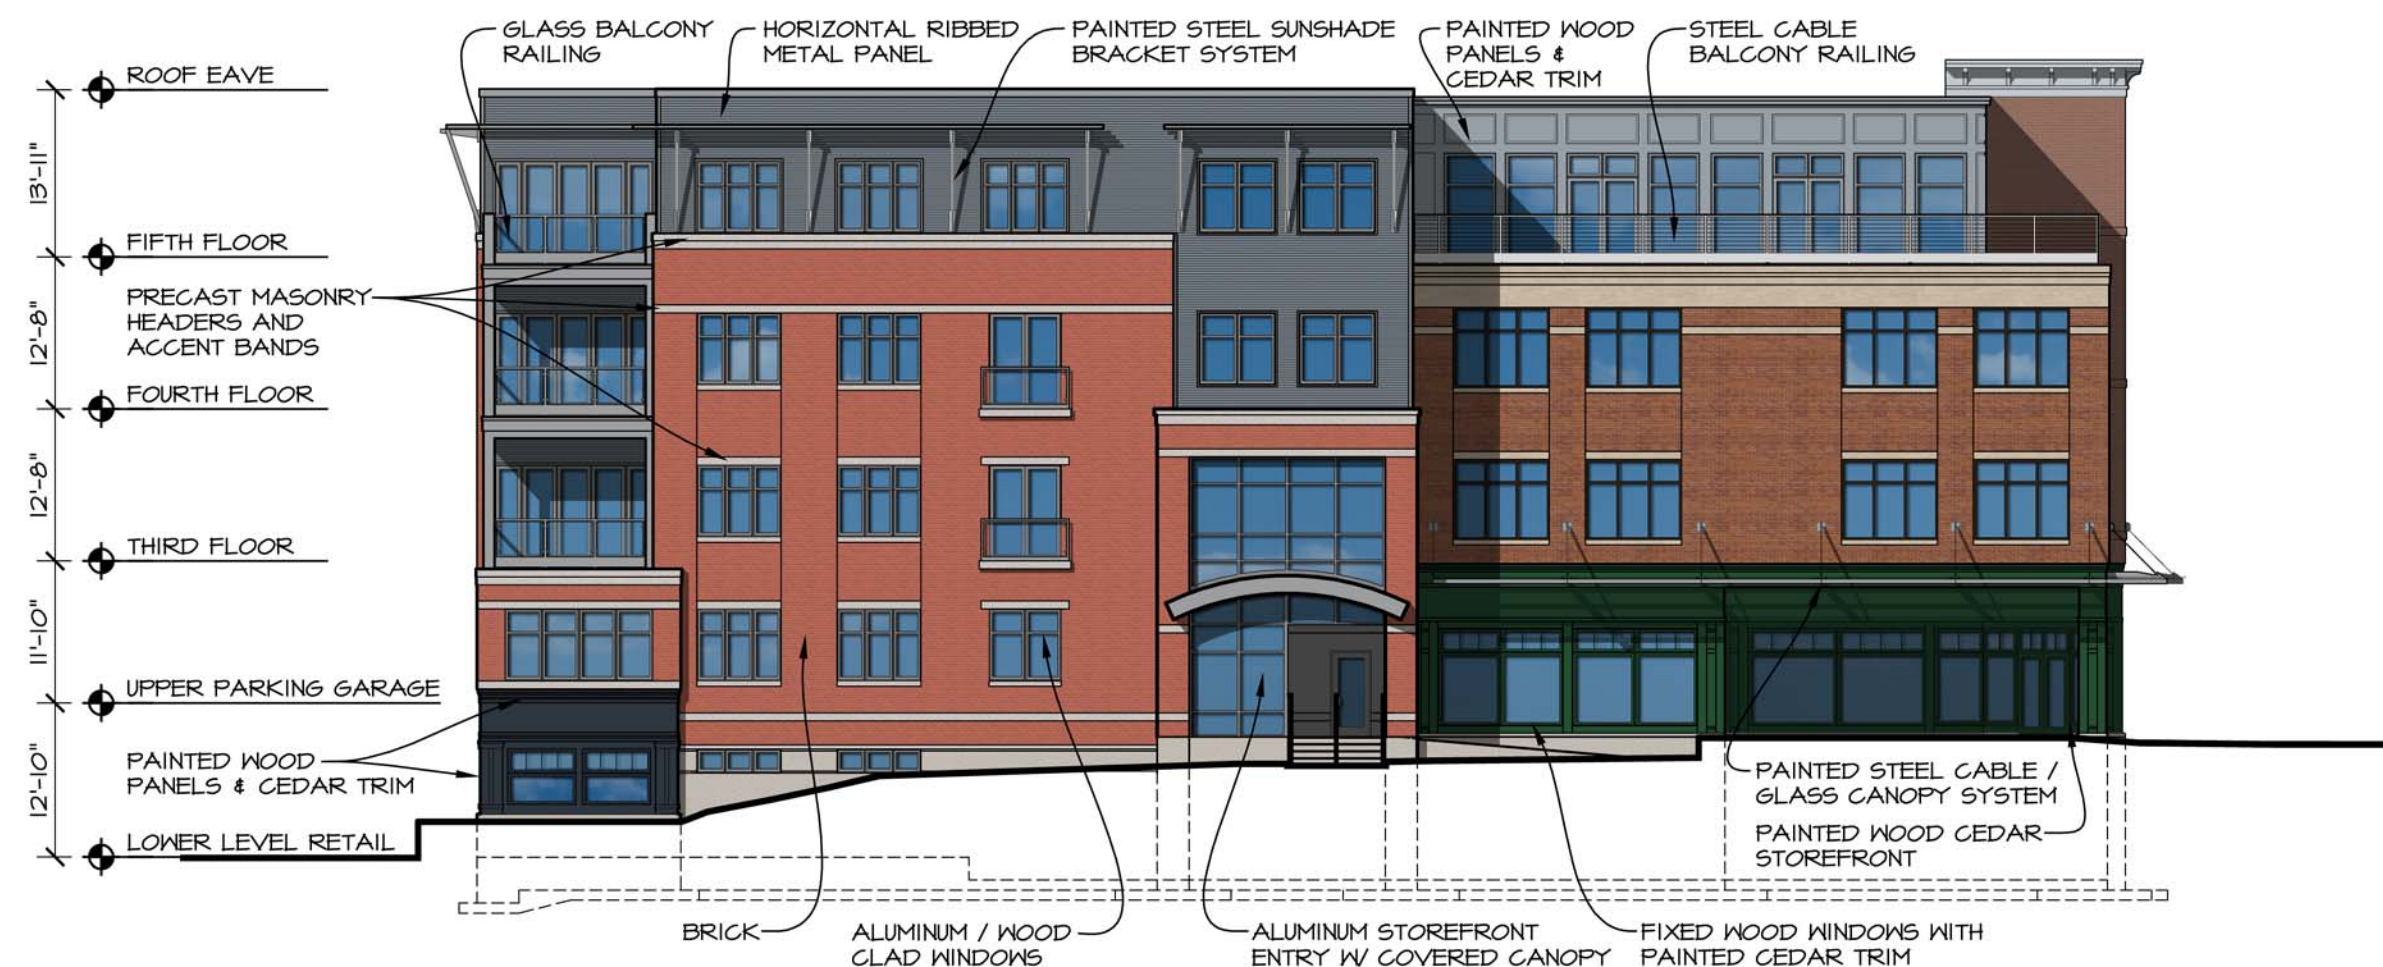 GLASS BALCONY
RAILING
HORIZONTAL RIBBED
METAL PANEL
PAINTED STEEL SUNSHADE
BRACKET SYSTEM
PAINTED WOOD
PANELS &
CEDAR TRIM
STEEL CABLE
BALCONY RAILING
ROOF EAVE
13'-11"
FIFTH FLOOR
PRECAST MASONRY
HEADERS AND
ACCENT BANDS
12'-8"
FOURTH FLOOR
12'-8"
THIRD FLOOR
11'-10"
UPPER PARKING GARAGE
PAINTED WOOD
PANELS & CEDAR TRIM
12'-10"
LOWER LEVEL RETAIL
PAINTED STEEL CABLE /
GLASS CANOPY SYSTEM
PAINTED WOOD CEDAR
STOREFRONT
BRICK
ALUMINUM / WOOD
CLAD WINDOWS
ALUMINUM STOREFRONT
ENTRY W/ COVERED CANOPY
FIXED WOOD WINDOWS WITH
PAINTED CEDAR TRIM